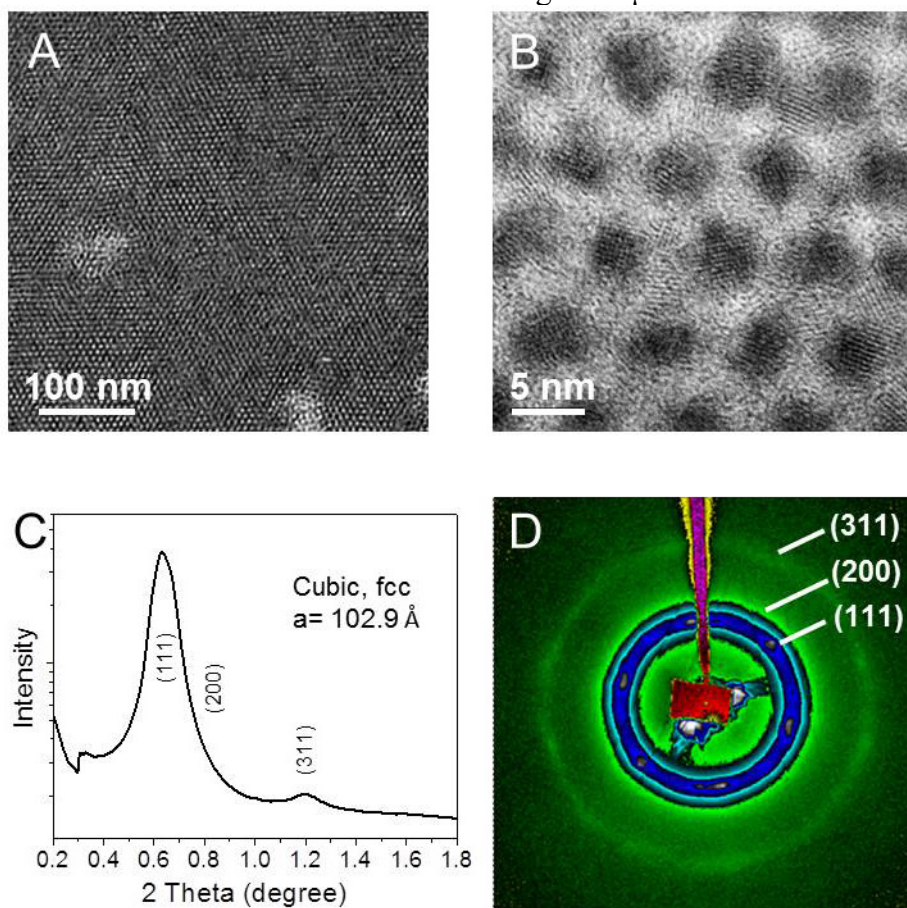 A
100 nm
B
5 nm
C
Intensity
Cubic, fcc
a= 102.9 Å
(111)
(200)
(311)
0.2 0.4 0.6 0.8 1.0 1.2 1.4 1.6 1.8
2 Theta (degree)
D
(311)
(200)
(111)